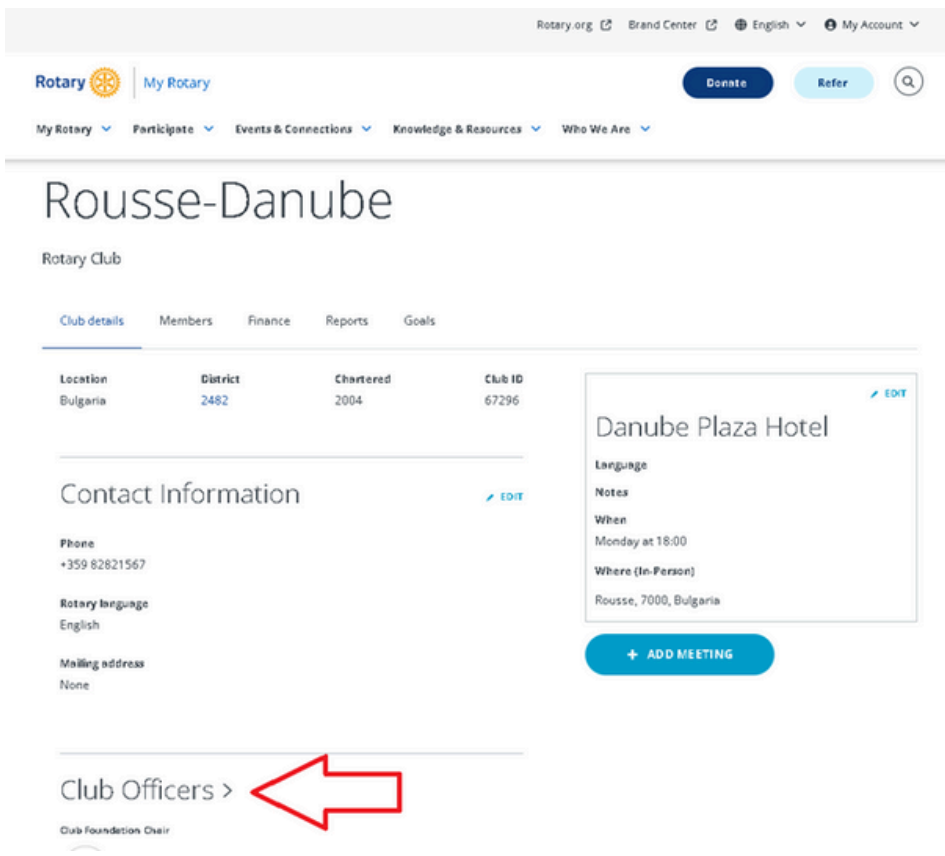 Rotary.org Brand Center English My Account
Rotary My Rotary Donate Refer
My Rotary Participate Events & Connections Knowledge & Resources Who We Are
Rousse-Danube
Rotary Club
Club details Members Finance Reports Goals
Location District Chartered Club ID
Bulgaria 2482 2004 67296
Contact Information EDIT
Phone
+359 82821567
Rotary language
English
Mailing address
None
EDIT
Danube Plaza Hotel
Language
Notes
When
Monday at 18:00
Where (In-Person)
Rousse, 7000, Bulgaria
+ ADD MEETING
Club Officers >
Club Foundation Chair